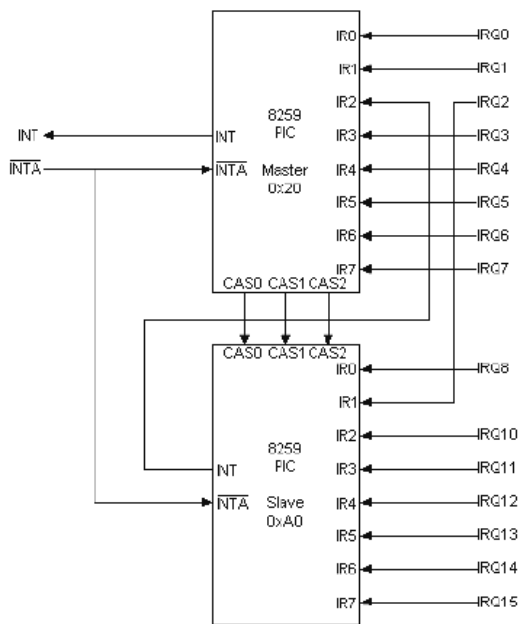 IR0
IRQ0
IR1
IRQ1
8259
PIC
IR2
IRQ2
INT
INT
IR3
IRQ3
INTA
INTA
Master
0x20
IR4
IRQ4
IR5
IRQ5
IR6
IRQ6
IR7
IRQ7
CAS0 CAS1 CAS2
CAS0 CAS1 CAS2
IR0
IRQ8
IR1
8259
PIC
IR2
IRQ10
INT
IR3
IRQ11
INTA
Slave
0xA0
IR4
IRQ12
IR5
IRQ13
IR6
IRQ14
IR7
IRQ15